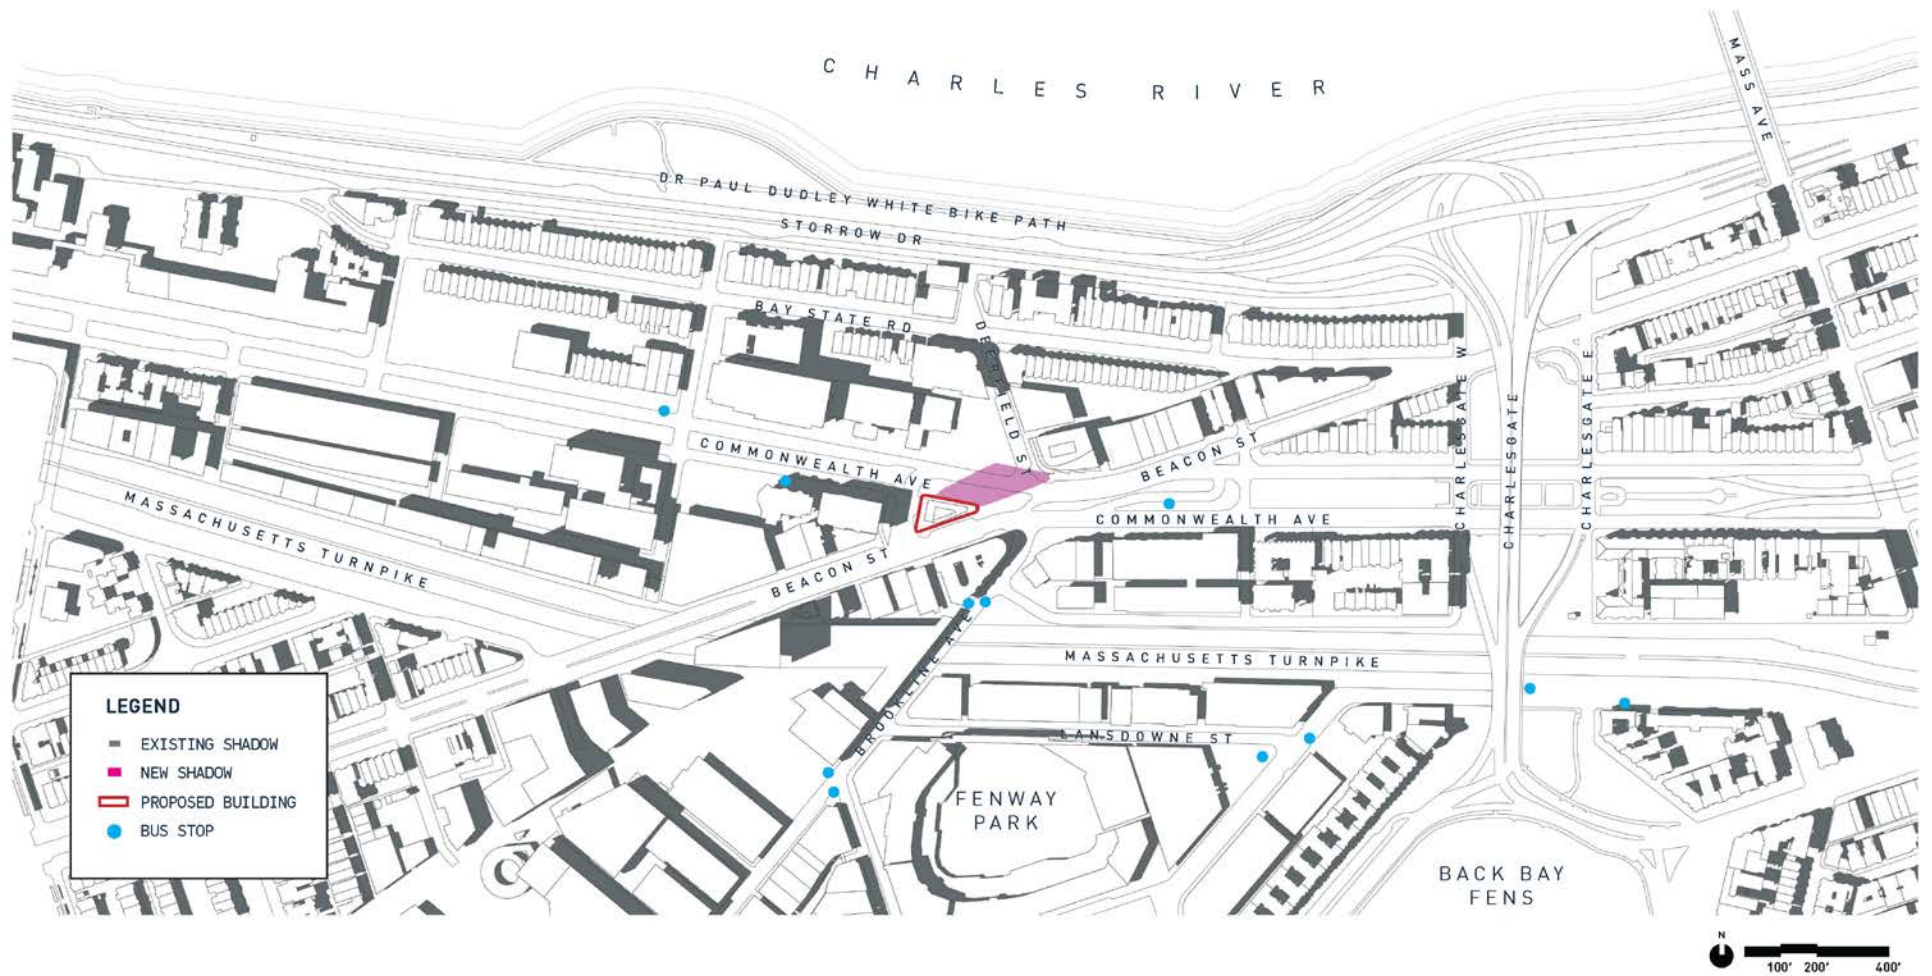 CHARLES RIVER
MASS AVE
DR PAUL DUDLEY WHITE BIKE PATH
STORROW DR
BAY STATE RD
DEERFIELD ST
CHARLESGATE W
CHARLESGATE
CHARLESGATE E
COMMONWEALTH AVE
BEACON ST
COMMONWEALTH AVE
MASSACHUSETTS TURNPIKE
BEACON ST
BROOKLINE AVE
MASSACHUSETTS TURNPIKE
LANSDOWNE ST
FENWAY
PARK
BACK BAY
FENS
LEGEND
EXISTING SHADOW
NEW SHADOW
PROPOSED BUILDING
BUS STOP
N
100' 200' 400'